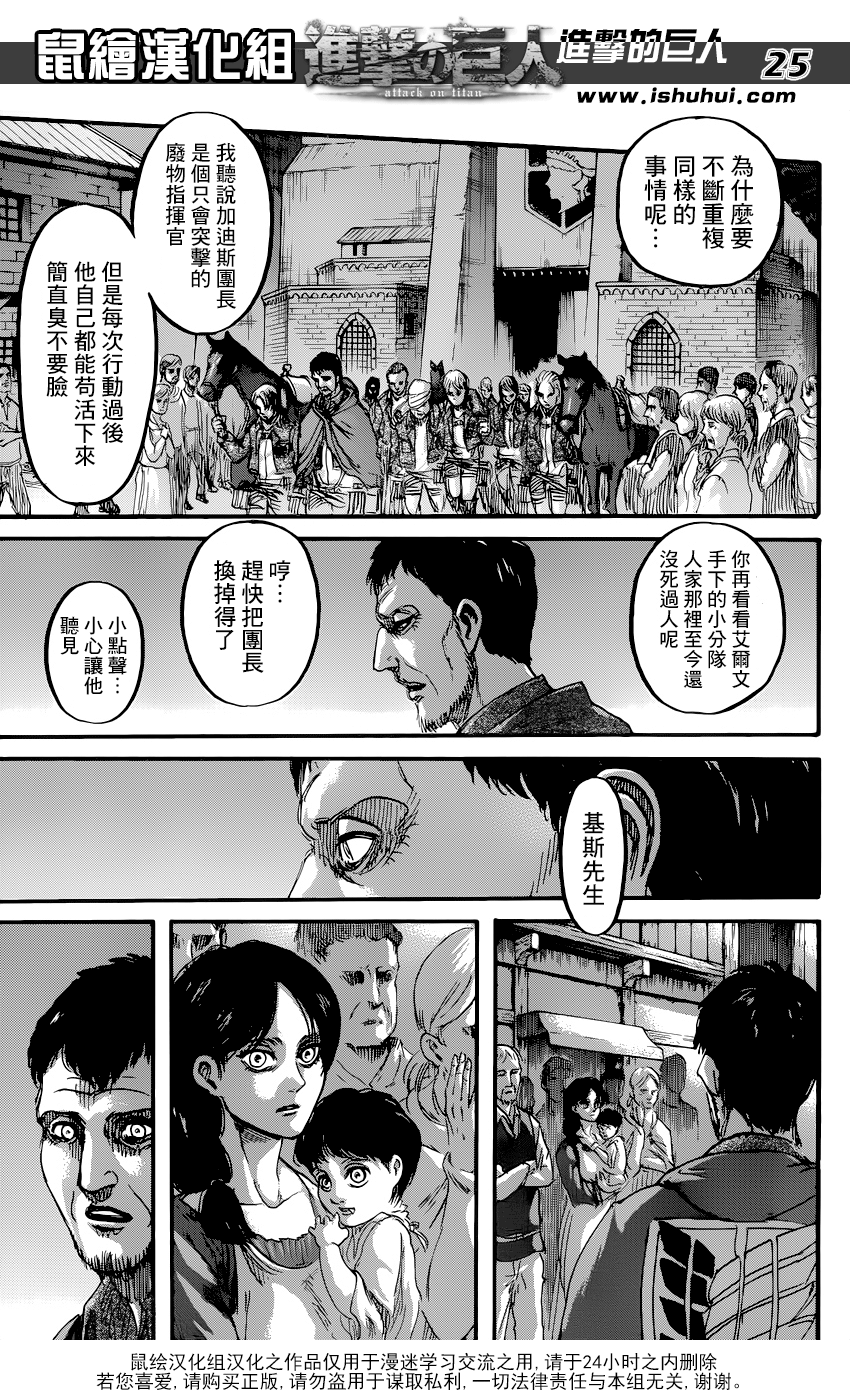 鼠繪漢化組
進撃の巨人
attack on titan
進擊的巨人
25
www.ishuhui.com
為什麼要
不斷重複
同樣的
事情呢…
我聽說加迪斯團長
是個只會突擊的
廢物指揮官
但是每次行動過後
他自己都能苟活下來
簡直臭不要臉
你再看看艾爾文
手下的小分隊
人家那裡至今還
沒死過人呢
哼…
趕快把團長
換掉得了
小點聲…
小心讓他
聽見
基斯先生
鼠绘汉化组汉化之作品仅用于漫迷学习交流之用,请于24小时之内删除
若您喜爱,请购买正版,请勿盗用于谋取私利,一切法律责任与本组无关,谢谢。